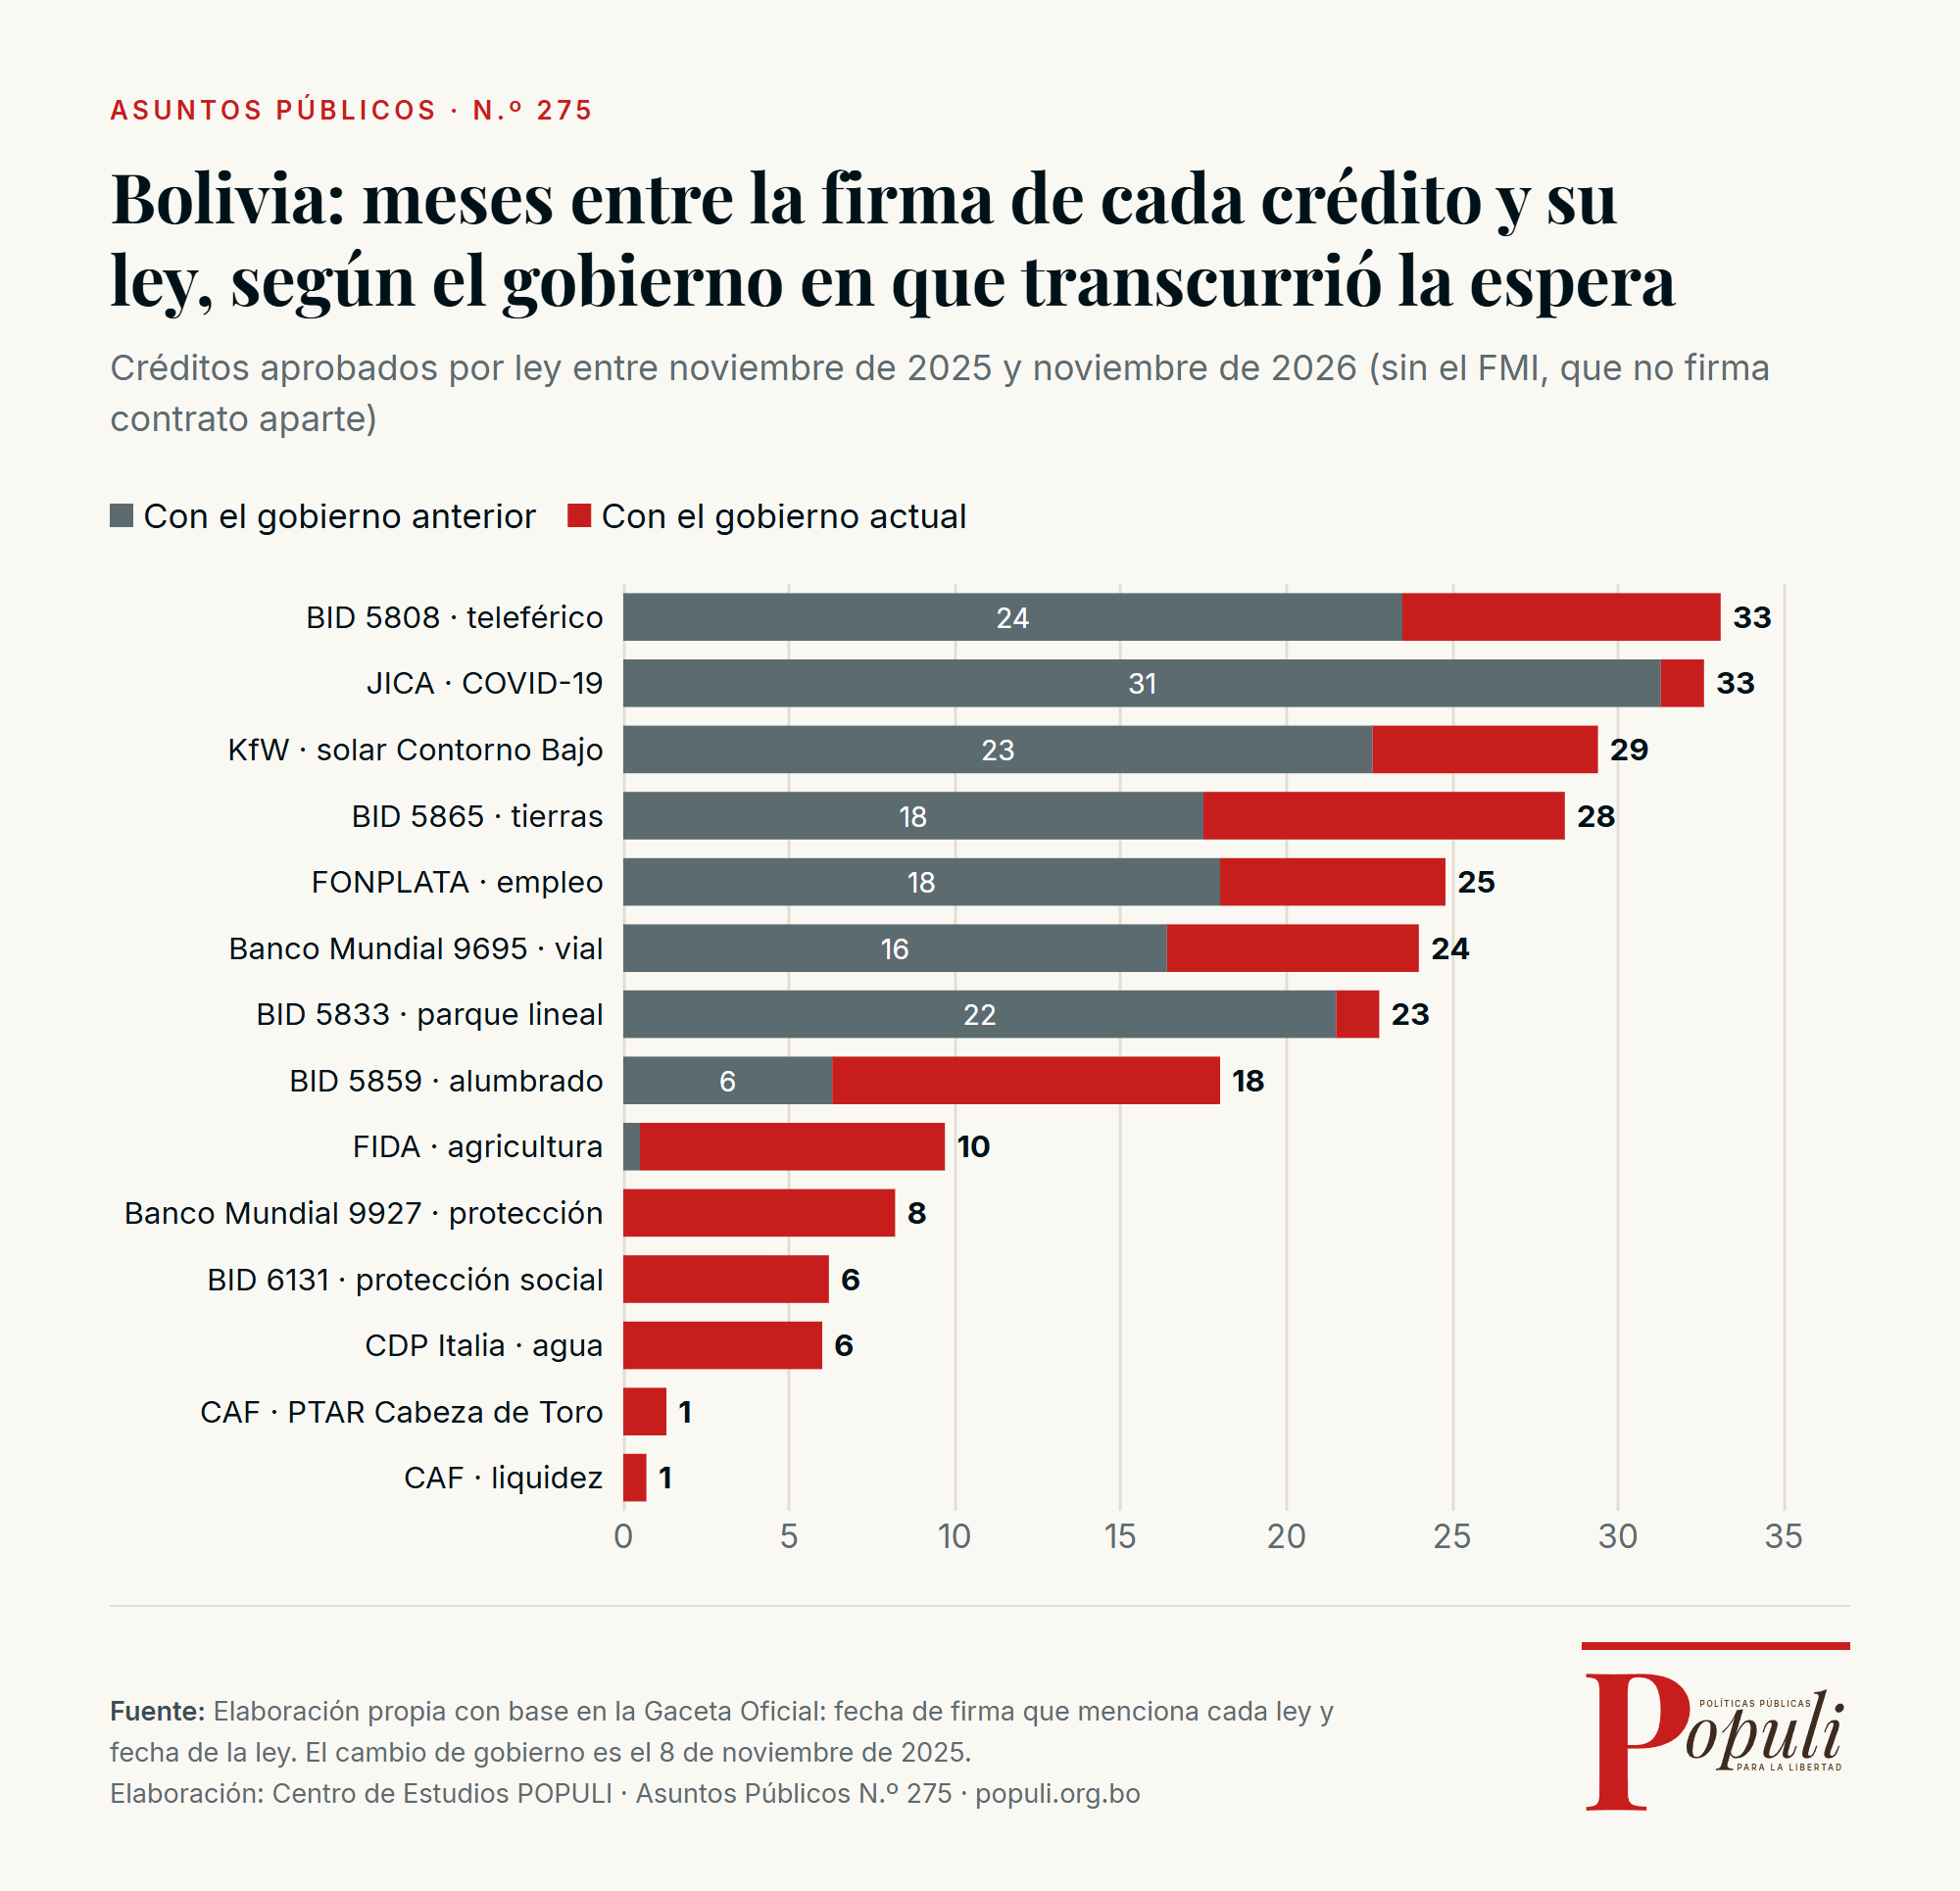 ASUNTOS PÚBLICOS · N.º 275
Bolivia: meses entre la firma de cada crédito y su
ley, según el gobierno en que transcurrió la espera
Créditos aprobados por ley entre noviembre de 2025 y noviembre de 2026 (sin el FMI, que no firma
contrato aparte)
Con el gobierno anterior Con el gobierno actual
BID 5808 · teleférico 24 33
JICA · COVID-19 31 33
KfW · solar Contorno Bajo 23 29
BID 5865 · tierras 18 28
FONPLATA · empleo 18 25
Banco Mundial 9695 · vial 16 24
BID 5833 · parque lineal 22 23
BID 5859 · alumbrado 6 18
FIDA · agricultura 10
Banco Mundial 9927 · protección 8
BID 6131 · protección social 6
CDP Italia · agua 6
CAF · PTAR Cabeza de Toro 1
CAF · liquidez 1
0 5 10 15 20 25 30 35
Fuente: Elaboración propia con base en la Gaceta Oficial: fecha de firma que menciona cada ley y
fecha de la ley. El cambio de gobierno es el 8 de noviembre de 2025.
Elaboración: Centro de Estudios POPULI · Asuntos Públicos N.º 275 · populi.org.bo
POLÍTICAS PÚBLICAS
Populi
PARA LA LIBERTAD